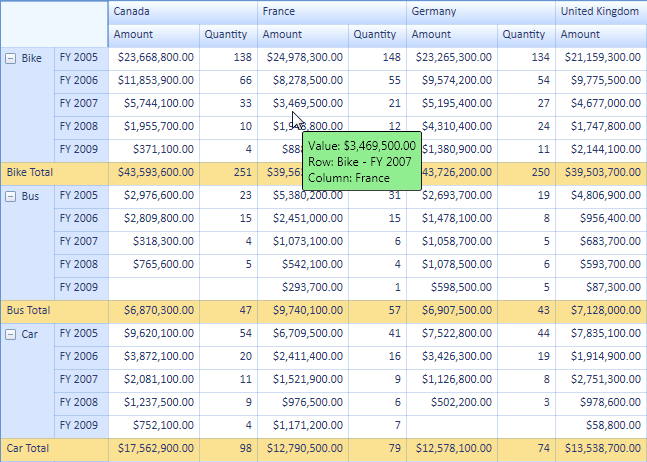 Canada France Germany United Kingdom
Amount Quantity Amount Quantity Amount Quantity Amount
Bike FY 2005 $23,668,800.00 138 $24,978,300.00 148 $23,265,300.00 134 $21,159,300.00
FY 2006 $11,853,900.00 66 $8,278,500.00 55 $9,574,200.00 54 $9,775,500.00
FY 2007 $5,744,100.00 33 $3,469,500.00 21 $5,195,400.00 27 $4,677,000.00
FY 2008 $1,955,700.00 10 12 $4,310,400.00 24 $1,747,800.00
FY 2009 $371,100.00 4 $1,380,900.00 11 $2,144,100.00
Value: $3,469,500.00
Row: Bike - FY 2007
Column: France
Bike Total $43,593,600.00 251 43,726,200.00 250 $39,503,700.00
Bus FY 2005 $2,976,600.00 23 $5,380,200.00 31 $2,693,700.00 19 $4,806,900.00
FY 2006 $2,809,800.00 15 $2,451,000.00 15 $1,478,100.00 8 $956,400.00
FY 2007 $318,300.00 4 $1,073,100.00 6 $1,058,700.00 5 $683,700.00
FY 2008 $765,600.00 5 $542,100.00 4 $1,078,500.00 6 $593,700.00
FY 2009 $293,700.00 1 $598,500.00 5 $87,300.00
Bus Total $6,870,300.00 47 $9,740,100.00 57 $6,907,500.00 43 $7,128,000.00
Car FY 2005 $9,620,100.00 54 $6,709,500.00 41 $7,522,800.00 44 $7,835,100.00
FY 2006 $3,872,100.00 20 $2,411,400.00 16 $3,426,300.00 19 $1,914,900.00
FY 2007 $2,081,100.00 11 $1,521,900.00 9 $1,126,800.00 8 $2,751,300.00
FY 2008 $1,237,500.00 9 $976,500.00 6 $502,200.00 3 $978,600.00
FY 2009 $752,100.00 4 $1,171,200.00 7 $58,800.00
Car Total $17,562,900.00 98 $12,790,500.00 79 $12,578,100.00 74 $13,538,700.00